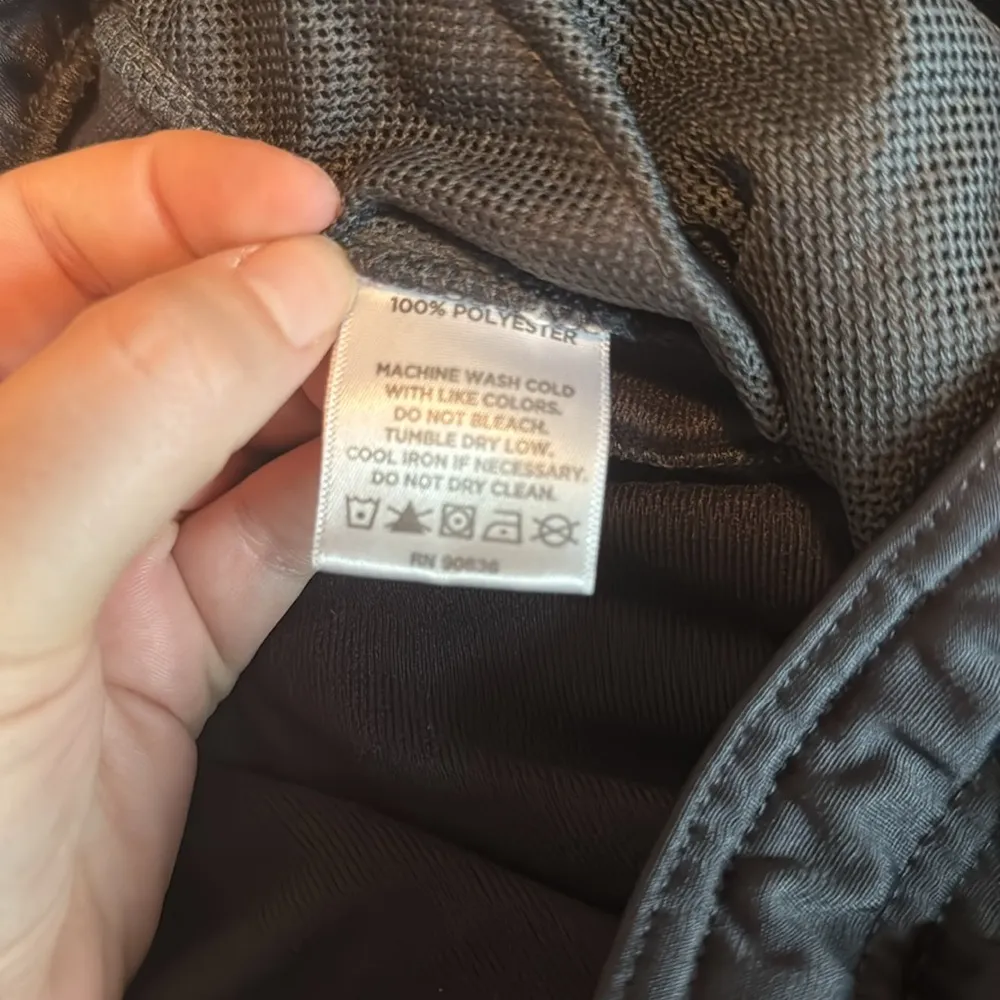 100% POLYESTER
MACHINE WASH COLD
WITH LIKE COLORS.
DO NOT BLEACH.
TUMBLE DRY LOW.
COOL IRON IF NECESSARY.
DO NOT DRY CLEAN.
RN 90636